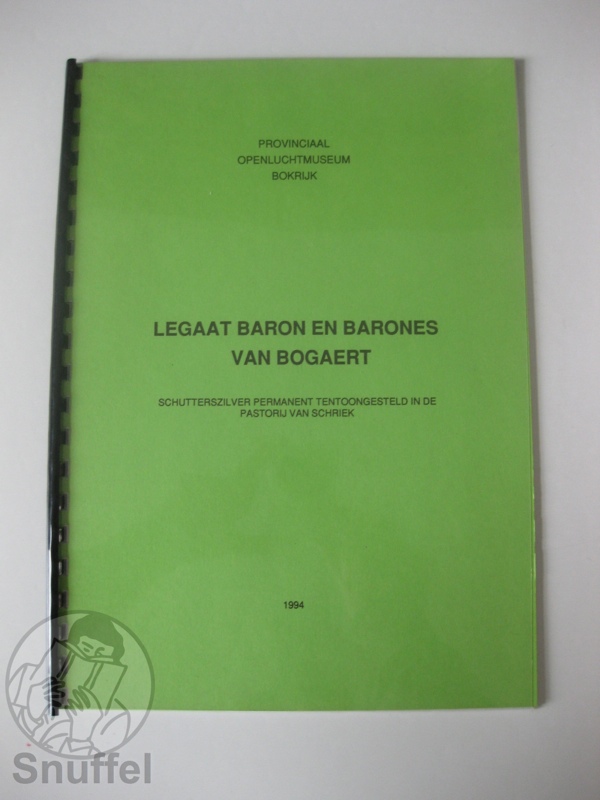 PROVINCIAAL
OPENLUCHTMUSEUM
BOKRIJK
LEGAAT BARON EN BARONES
VAN BOGAERT
SCHUTTERSZILVER PERMANENT TENTOONGESTELD IN DE
PASTORIJ VAN SCHRIEK
1994
Snuffel